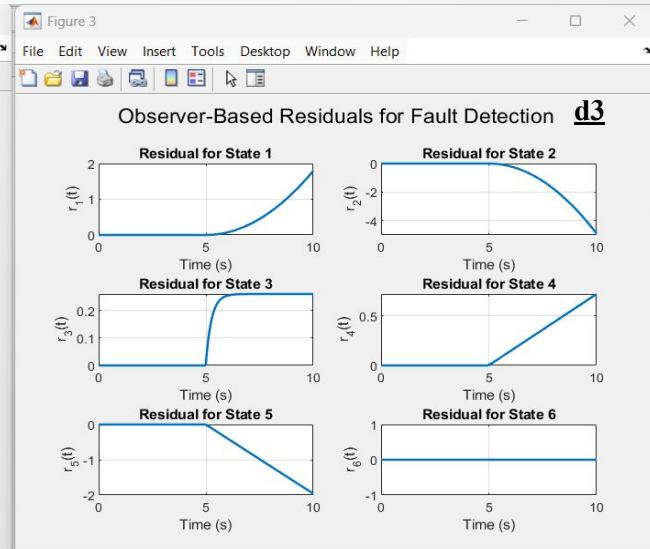 Figure 3
File Edit View Insert Tools Desktop Window Help
Observer-Based Residuals for Fault Detection d3
Residual for State 1
r1(t)
2
1
0
0 5 10
Time (s)
Residual for State 2
r2(t)
0
-2
-4
0 5 10
Time (s)
Residual for State 3
r3(t)
0.2
0.1
0
0 5 10
Time (s)
Residual for State 4
r4(t)
0.5
0
0 5 10
Time (s)
Residual for State 5
r5(t)
0
-1
-2
0 5 10
Time (s)
Residual for State 6
r6(t)
1
0
-1
0 5 10
Time (s)